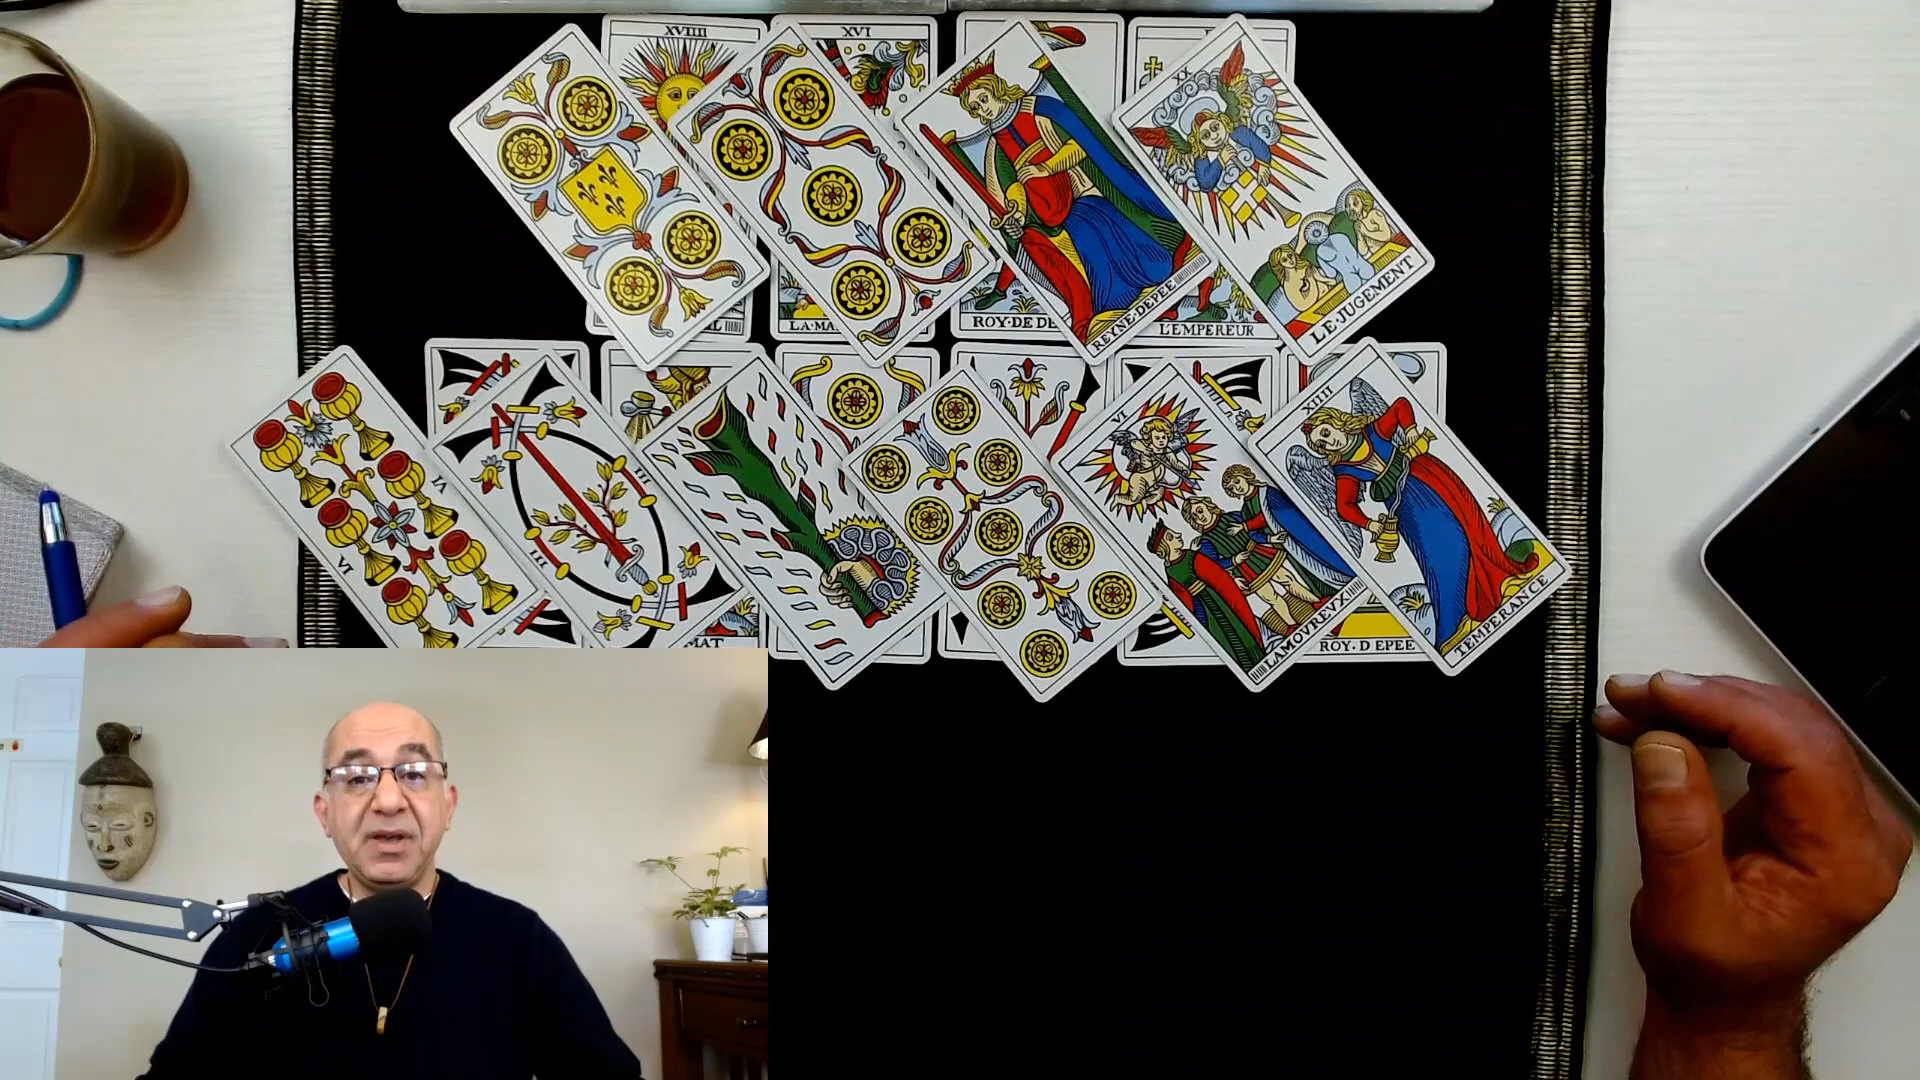 XVIIII
XVI
XX
LA·MA
ROY·DE·DE
REYNE·DEPEE
L'EMPEREUR
LE·JUGEMENT
VI
XIIII
VI
VI
III
III
MAT
LAMOVREVX
ROY·D EPEE
TEMPERANCE